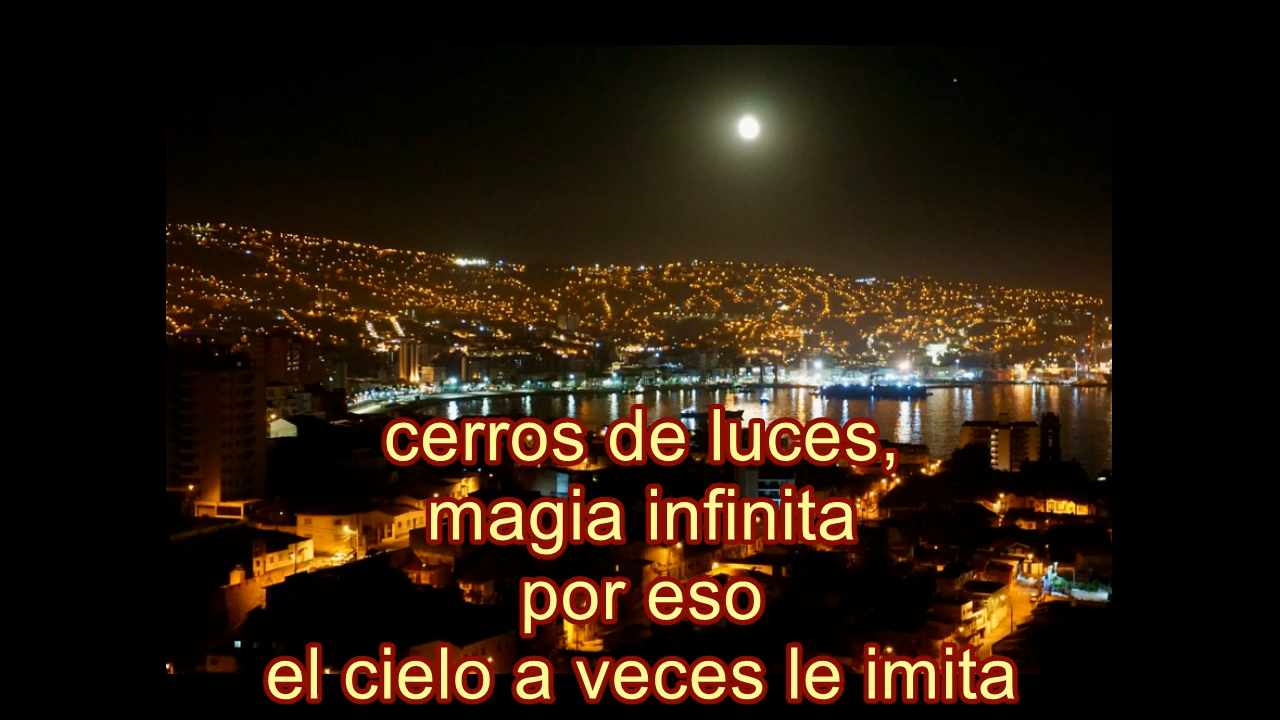 cerros de luces,
magia infinita
por eso
el cielo a veces le imita